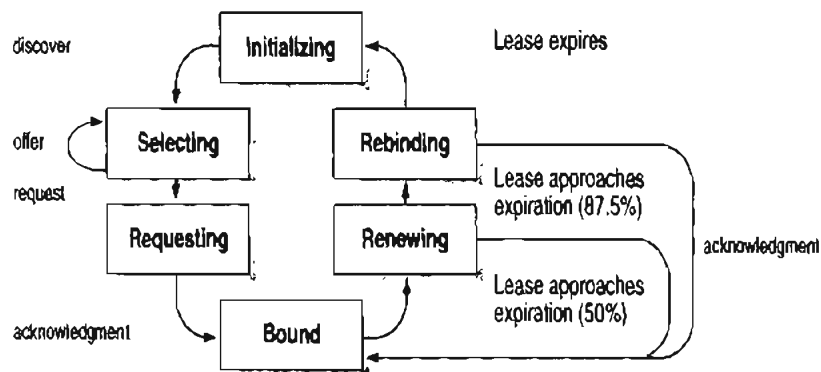 discover
Initializing
Lease expires
offer
Selecting
Rebinding
request
Lease approaches
expiration (87.5%)
Requesting
Renewing
acknowledgment
Lease approaches
expiration (50%)
acknowledgment
Bound